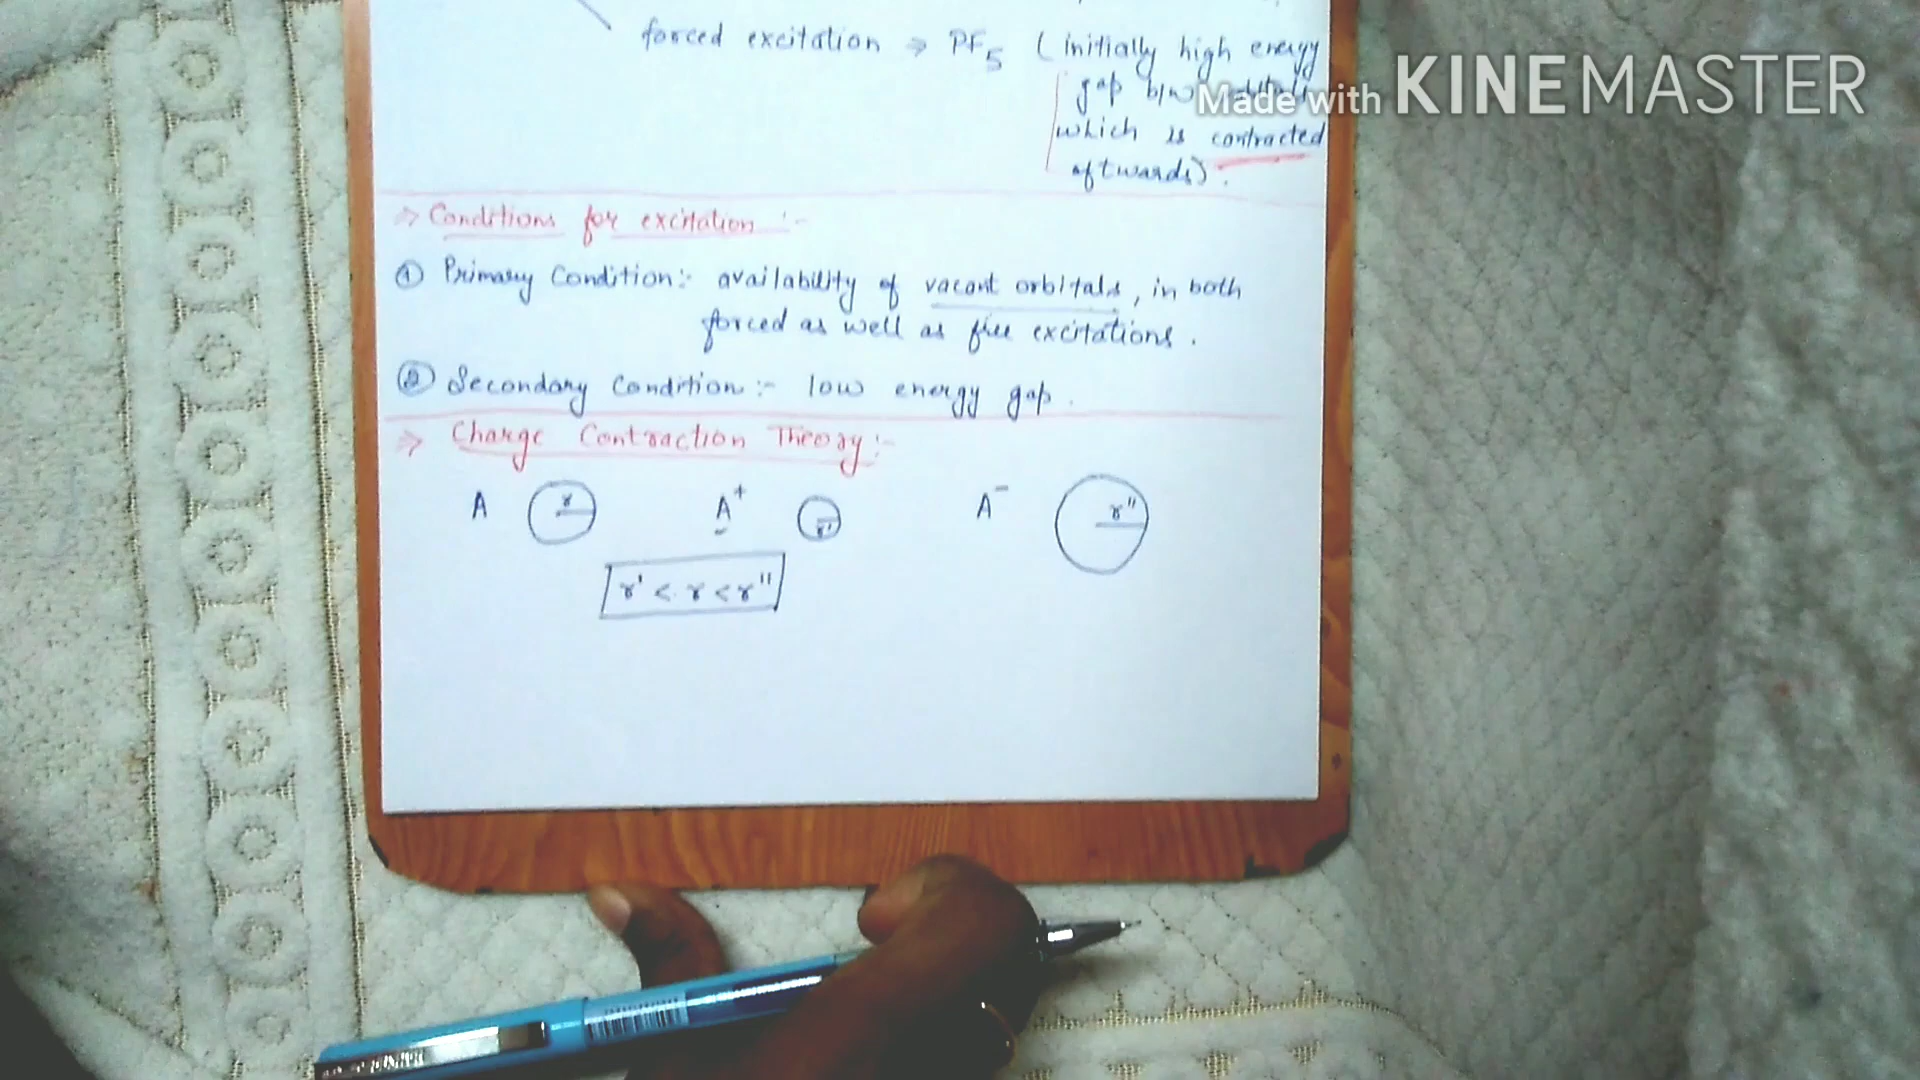 forced excitation ⇒ PF5 (initially high energy
gap b/w
Made with KINEMASTER
which is contracted
aftwards).
⇒ Conditions for excitation :-
① Primary Condition:- availability of vacant orbitals, in both
forced as well as free excitations.
② Secondary Condition:- low energy gap.
⇒ Charge Contraction Theory:-
A r A+ r' A- r"
r' < r < r"